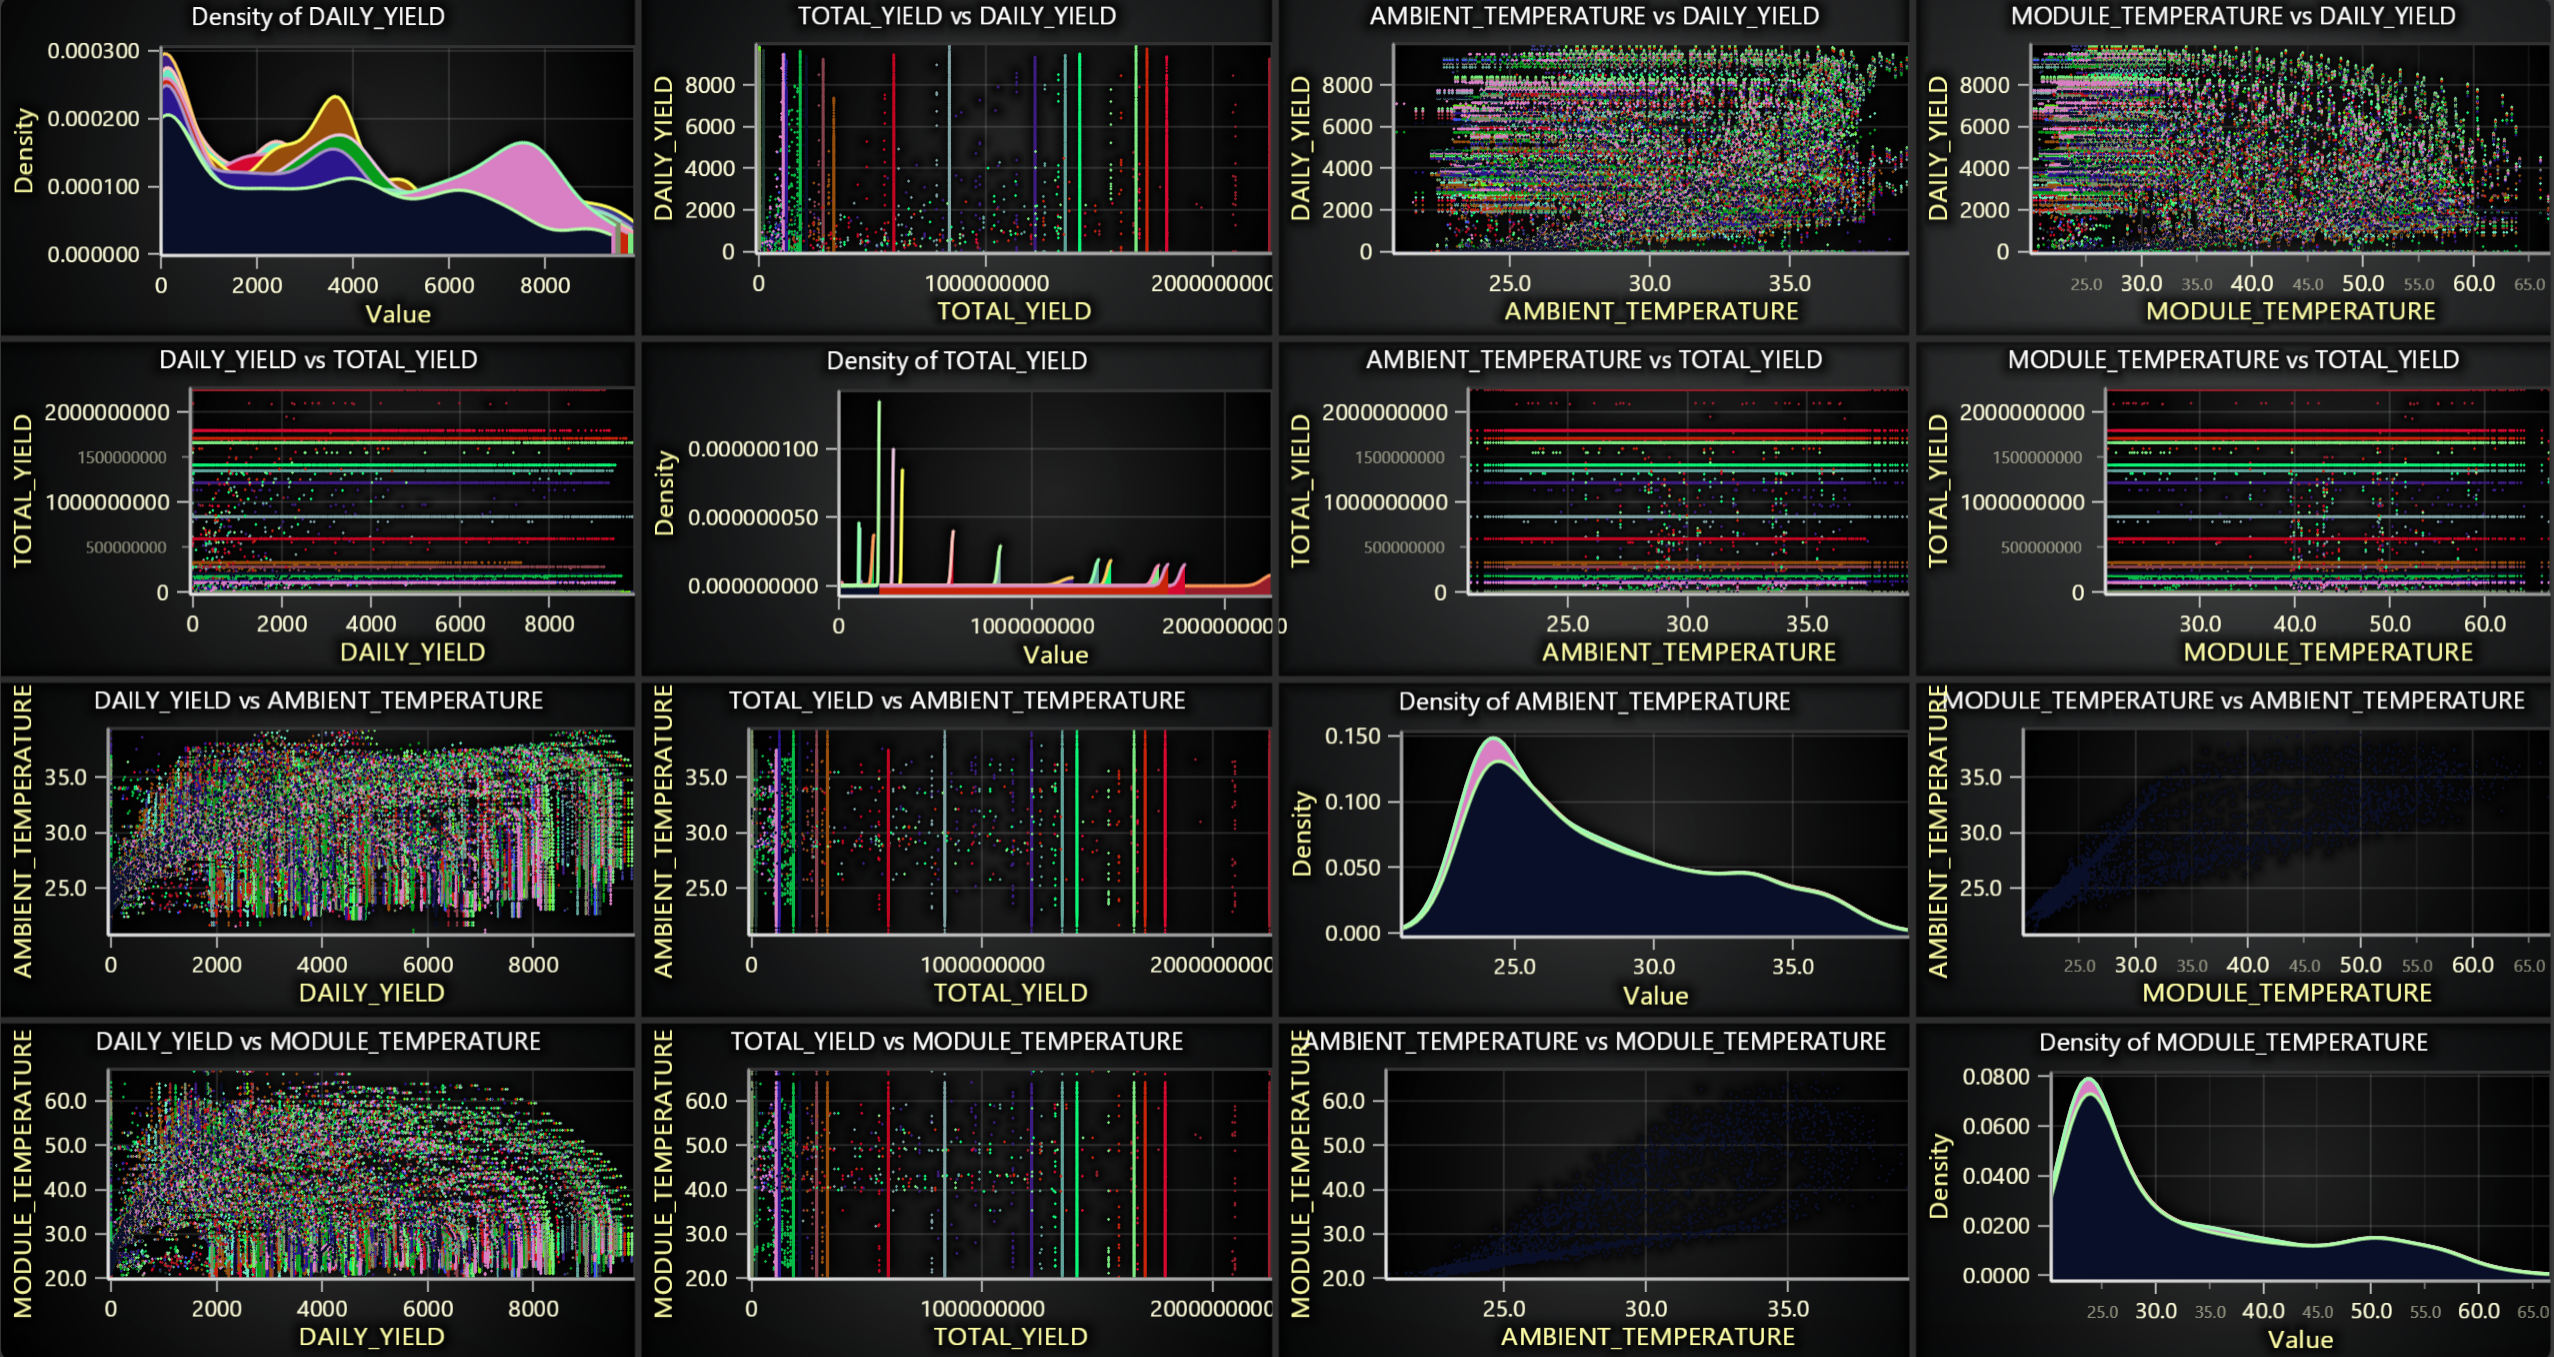 Density of DAILY_YIELD
Density
0.000300
0.000200
0.000100
0.000000
0 2000 4000 6000 8000
Value
TOTAL_YIELD vs DAILY_YIELD
DAILY_YIELD
8000
6000
4000
2000
0
0 1000000000 2000000000
TOTAL_YIELD
AMBIENT_TEMPERATURE vs DAILY_YIELD
DAILY_YIELD
8000
6000
4000
2000
0
25.0 30.0 35.0
AMBIENT_TEMPERATURE
MODULE_TEMPERATURE vs DAILY_YIELD
DAILY_YIELD
8000
6000
4000
2000
0
25.0 30.0 35.0 40.0 45.0 50.0 55.0 60.0 65.0
MODULE_TEMPERATURE
DAILY_YIELD vs TOTAL_YIELD
TOTAL_YIELD
2000000000
1500000000
1000000000
500000000
0
0 2000 4000 6000 8000
DAILY_YIELD
Density of TOTAL_YIELD
Density
0.000000100
0.000000050
0.000000000
0 1000000000 2000000000
Value
AMBIENT_TEMPERATURE vs TOTAL_YIELD
TOTAL_YIELD
2000000000
1500000000
1000000000
500000000
0
25.0 30.0 35.0
AMBIENT_TEMPERATURE
MODULE_TEMPERATURE vs TOTAL_YIELD
TOTAL_YIELD
2000000000
1500000000
1000000000
500000000
0
30.0 40.0 50.0 60.0
MODULE_TEMPERATURE
DAILY_YIELD vs AMBIENT_TEMPERATURE
AMBIENT_TEMPERATURE
35.0
30.0
25.0
0 2000 4000 6000 8000
DAILY_YIELD
TOTAL_YIELD vs AMBIENT_TEMPERATURE
AMBIENT_TEMPERATURE
35.0
30.0
25.0
0 1000000000 2000000000
TOTAL_YIELD
Density of AMBIENT_TEMPERATURE
Density
0.150
0.100
0.050
0.000
25.0 30.0 35.0
Value
MODULE_TEMPERATURE vs AMBIENT_TEMPERATURE
AMBIENT_TEMPERATURE
35.0
30.0
25.0
25.0 30.0 35.0 40.0 45.0 50.0 55.0 60.0 65.0
MODULE_TEMPERATURE
DAILY_YIELD vs MODULE_TEMPERATURE
MODULE_TEMPERATURE
60.0
50.0
40.0
30.0
20.0
0 2000 4000 6000 8000
DAILY_YIELD
TOTAL_YIELD vs MODULE_TEMPERATURE
MODULE_TEMPERATURE
60.0
50.0
40.0
30.0
20.0
0 1000000000 2000000000
TOTAL_YIELD
AMBIENT_TEMPERATURE vs MODULE_TEMPERATURE
MODULE_TEMPERATURE
60.0
50.0
40.0
30.0
20.0
25.0 30.0 35.0
AMBIENT_TEMPERATURE
Density of MODULE_TEMPERATURE
Density
0.0800
0.0600
0.0400
0.0200
0.0000
25.0 30.0 35.0 40.0 45.0 50.0 55.0 60.0 65.0
Value